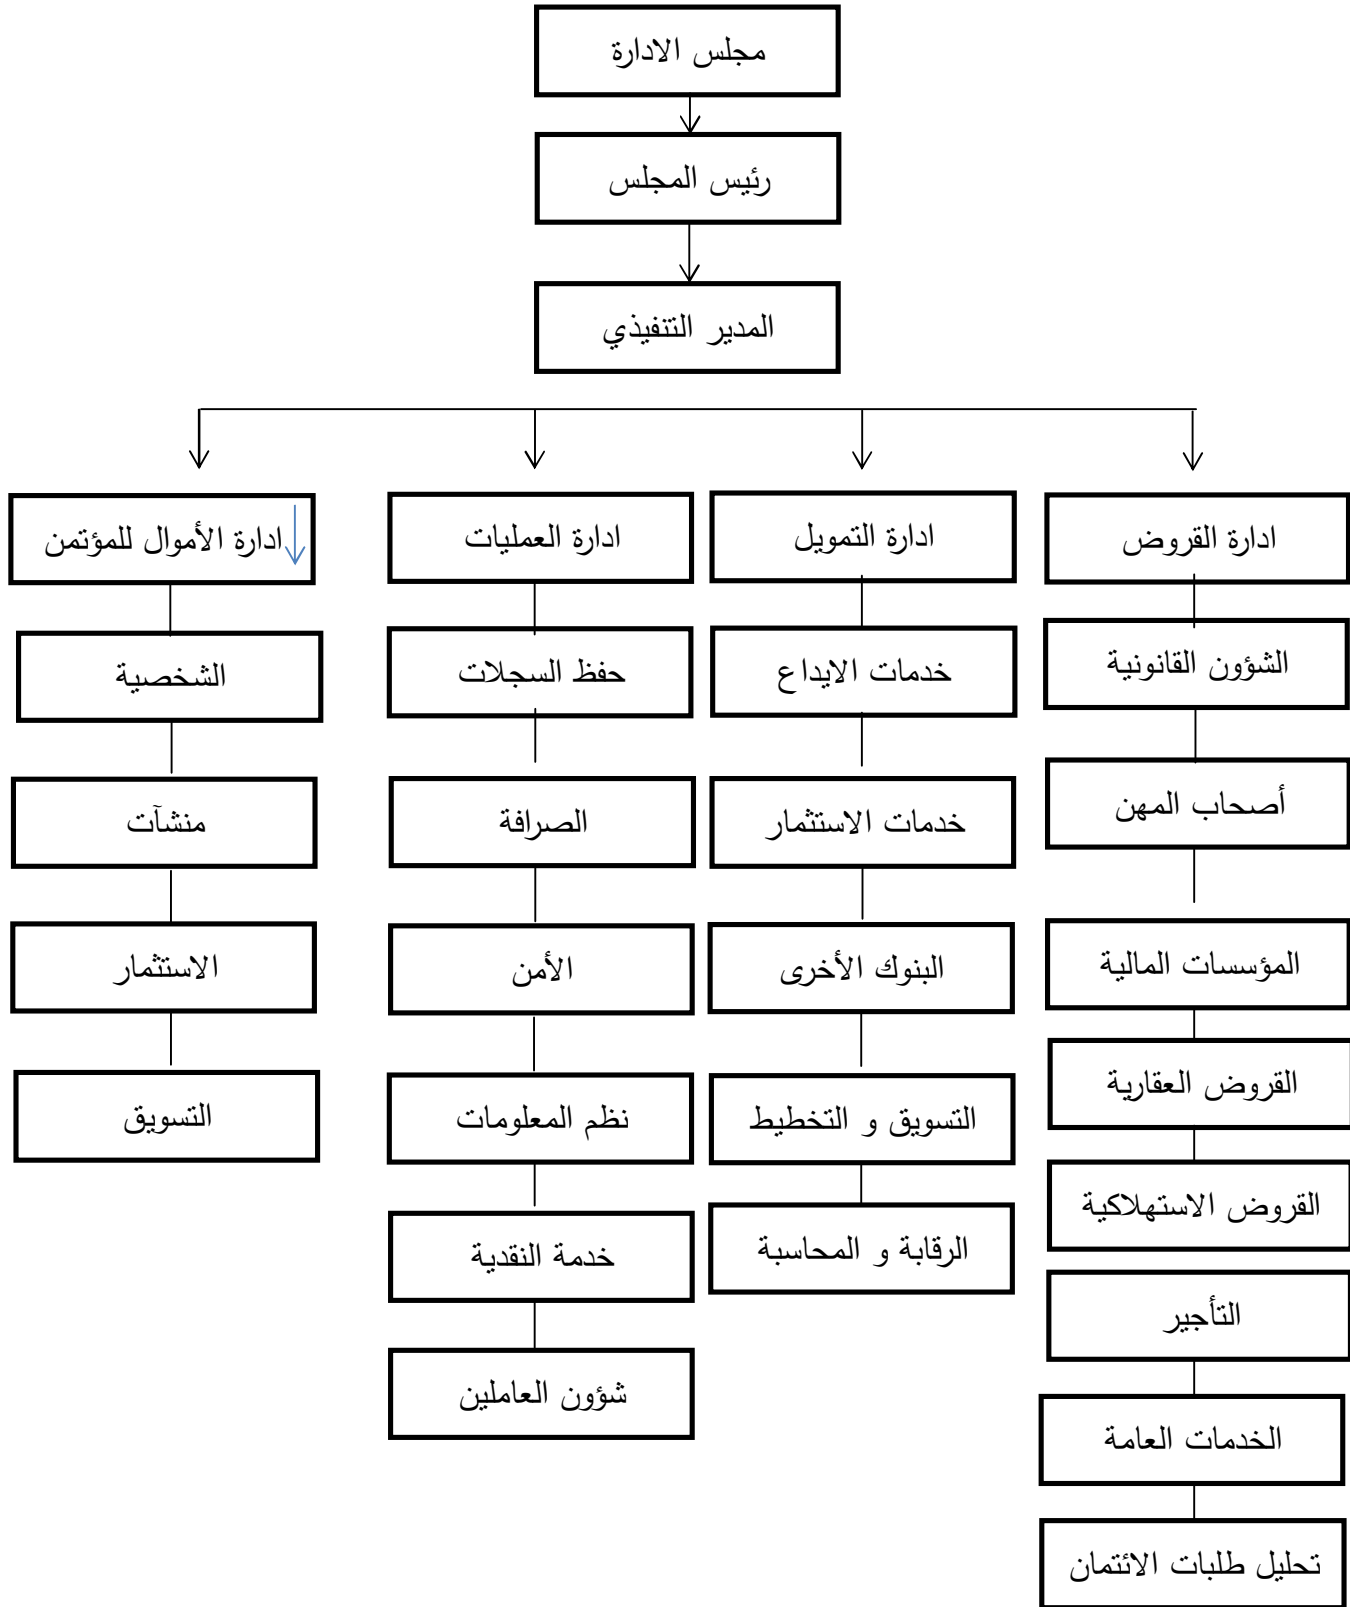 مجلس الادارة
رئيس المجلس
المدير التنفيذي
ادارة القروض
ادارة التمويل
ادارة العمليات
ادارة الأموال للمؤتمن
الشؤون القانونية
خدمات الايداع
حفظ السجلات
الشخصية
أصحاب المهن
خدمات الاستثمار
الصرافة
منشآت
المؤسسات المالية
البنوك الأخرى
الأمن
الاستثمار
القروض العقارية
التسويق و التخطيط
نظم المعلومات
التسويق
القروض الاستهلاكية
الرقابة و المحاسبة
خدمة النقدية
التأجير
شؤون العاملين
الخدمات العامة
تحليل طلبات الائتمان